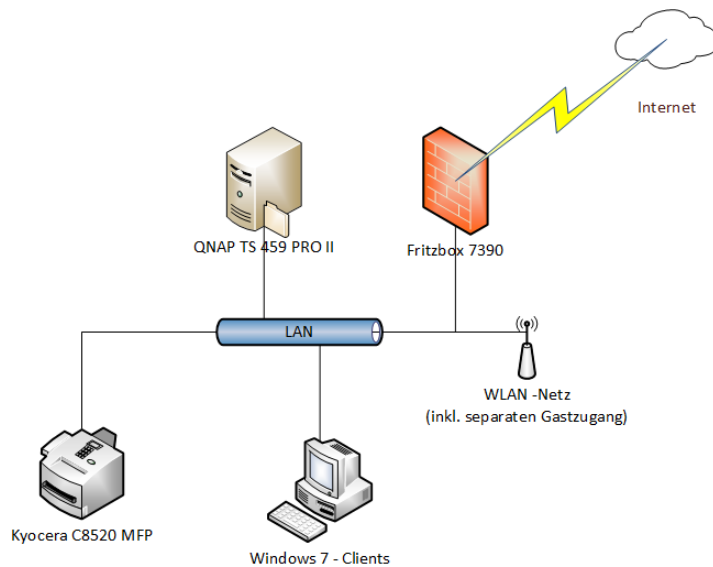 Internet
QNAP TS 459 PRO II
Fritzbox 7390
LAN
WLAN -Netz
(inkl. separaten Gastzugang)
Kyocera C8520 MFP
Windows 7 - Clients